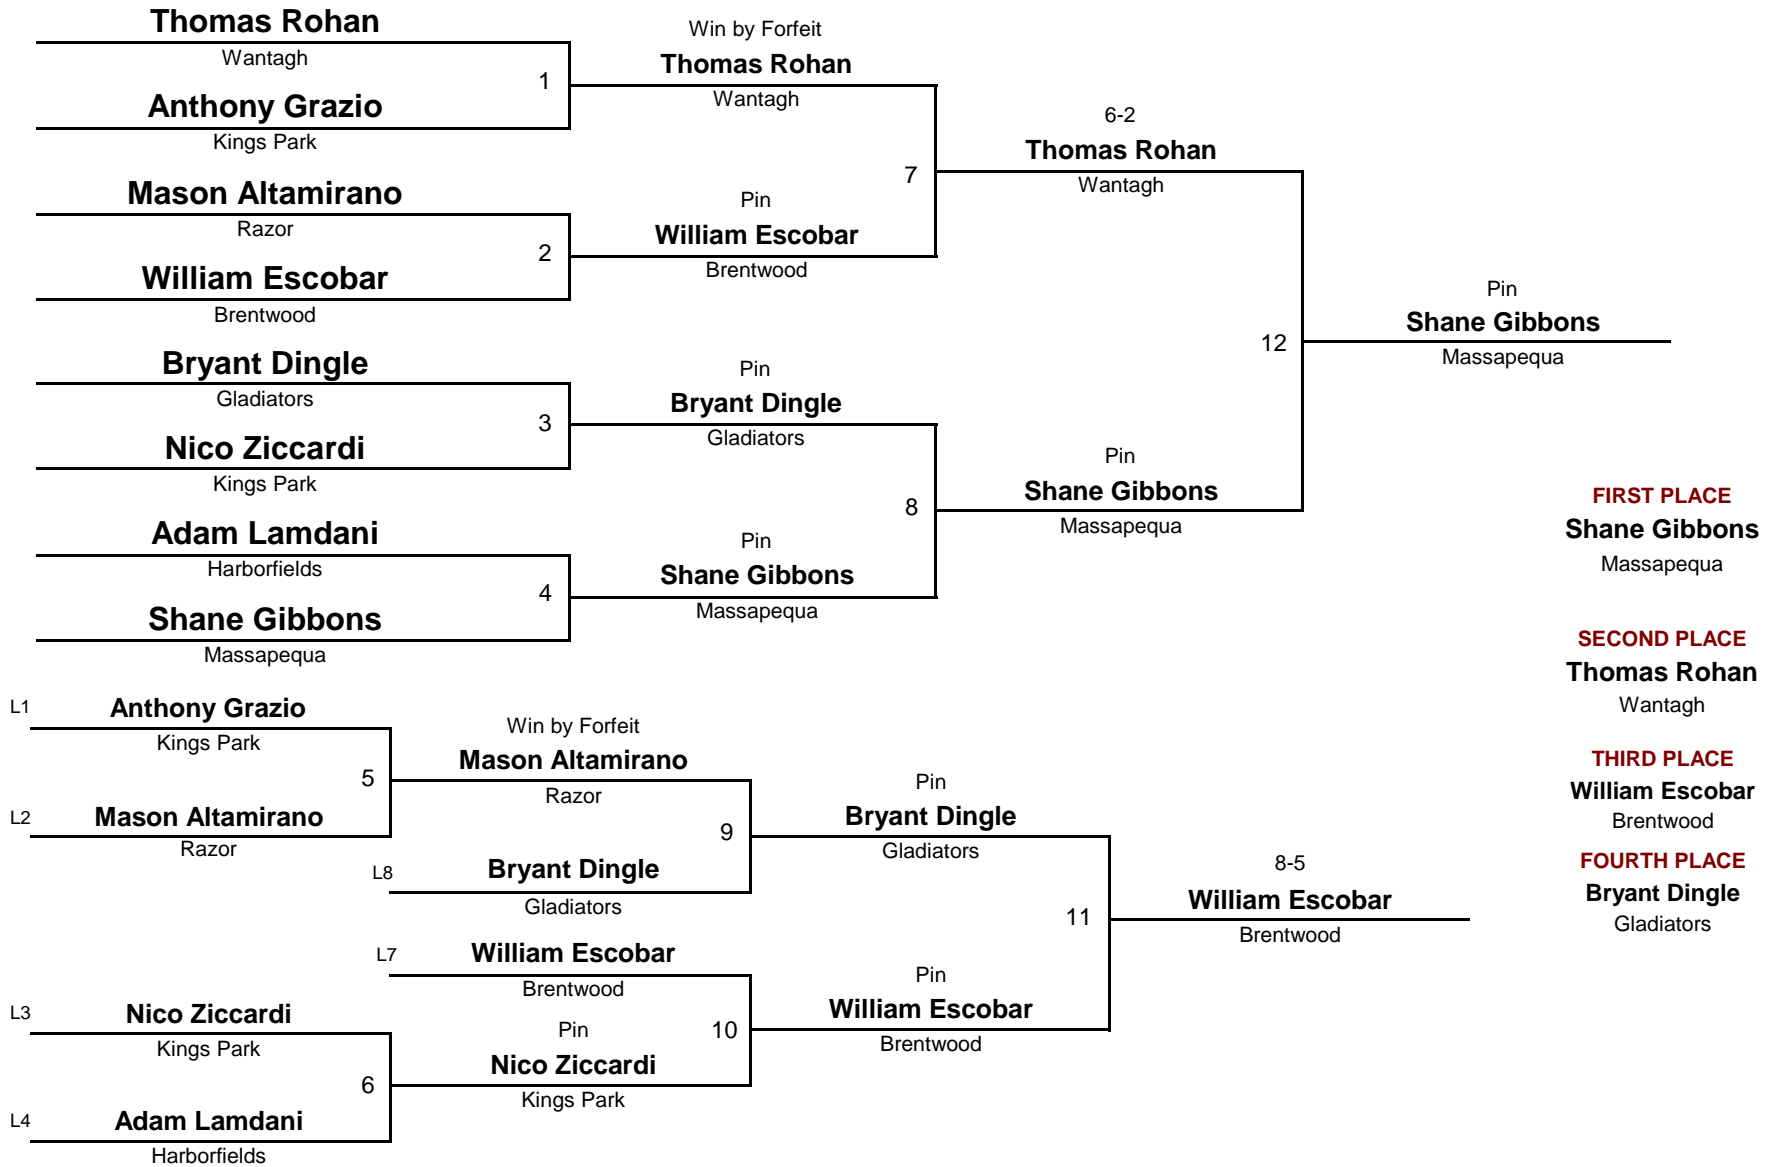 Thomas Rohan
Wantagh
1
Anthony Grazio
Kings Park
Mason Altamirano
Razor
2
William Escobar
Brentwood
Bryant Dingle
Gladiators
3
Nico Ziccardi
Kings Park
Adam Lamdani
Harborfields
4
Shane Gibbons
Massapequa
Win by Forfeit
Thomas Rohan
Wantagh
7
Pin
William Escobar
Brentwood
Pin
Bryant Dingle
Gladiators
8
Pin
Shane Gibbons
Massapequa
6-2
Thomas Rohan
Wantagh
12
Pin
Shane Gibbons
Massapequa
Pin
Shane Gibbons
Massapequa
FIRST PLACE
Shane Gibbons
Massapequa
SECOND PLACE
Thomas Rohan
Wantagh
THIRD PLACE
William Escobar
Brentwood
FOURTH PLACE
Bryant Dingle
Gladiators
L1 Anthony Grazio
Kings Park
5
L2 Mason Altamirano
Razor
L3 Nico Ziccardi
Kings Park
6
L4 Adam Lamdani
Harborfields
Win by Forfeit
Mason Altamirano
Razor
9
L8 Bryant Dingle
Gladiators
L7 William Escobar
Brentwood
10
Pin
Nico Ziccardi
Kings Park
Pin
Bryant Dingle
Gladiators
11
Pin
William Escobar
Brentwood
8-5
William Escobar
Brentwood